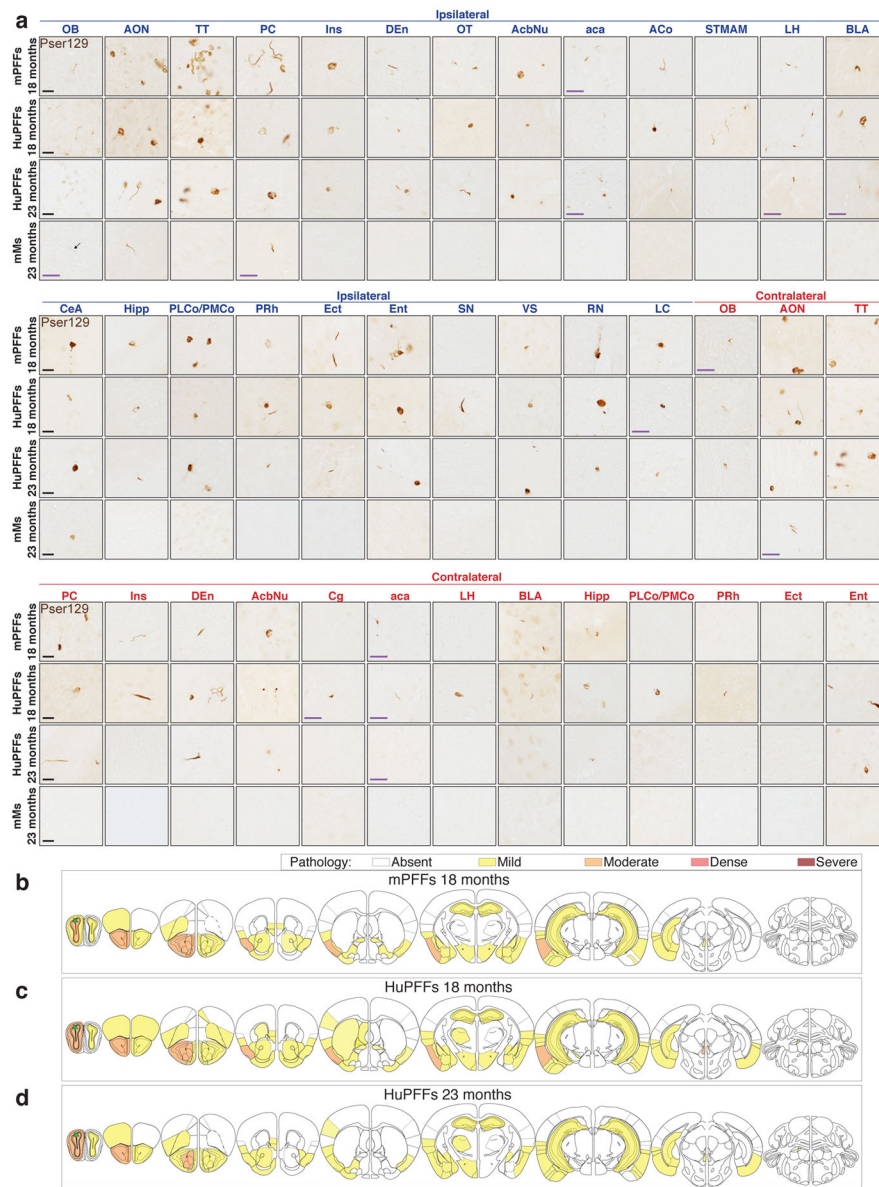 a
Ipsilateral
OB AON TT PC Ins DEn OT AcbNu aca ACo STMAM LH BLA
Pser129
mPFFs
18 months
HuPFFs
18 months
HuPFFs
23 months
mMs
23 months
Ipsilateral Contralateral
CeA Hipp PLCo/PMCo PRh Ect Ent SN VS RN LC OB AON TT
Pser129
mPFFs
18 months
HuPFFs
18 months
HuPFFs
23 months
mMs
23 months
Contralateral
PC Ins DEn AcbNu Cg aca LH BLA Hipp PLCo/PMCo PRh Ect Ent
Pser129
mPFFs
18 months
HuPFFs
18 months
HuPFFs
23 months
mMs
23 months
Pathology: Absent Mild Moderate Dense Severe
b
mPFFs 18 months
c
HuPFFs 18 months
d
HuPFFs 23 months